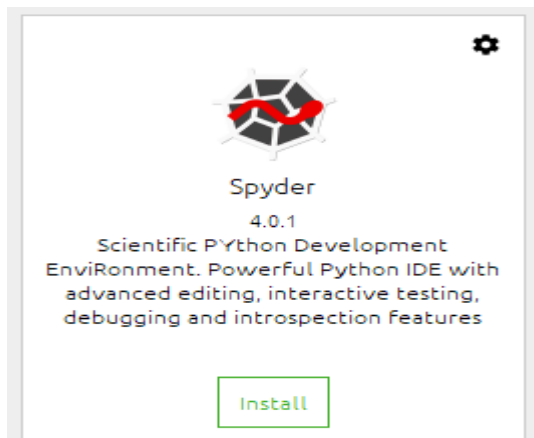 Spyder
4.0.1
Scientific PYthon Development
EnviRonment. Powerful Python IDE with
advanced editing, interactive testing,
debugging and introspection features
Install